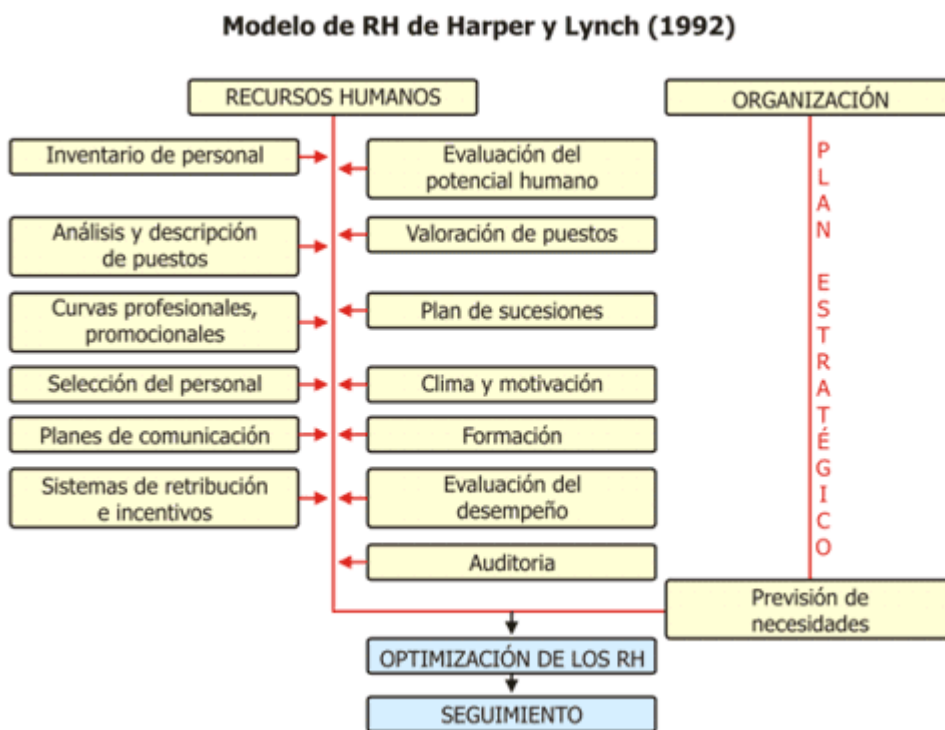 Modelo de RH de Harper y Lynch (1992)
RECURSOS HUMANOS
ORGANIZACIÓN
Inventario de personal
Evaluación del
potencial humano
Análisis y descripción
de puestos
Valoración de puestos
Curvas profesionales,
promocionales
Plan de sucesiones
Selección del personal
Clima y motivación
Planes de comunicación
Formación
Sistemas de retribución
e incentivos
Evaluación del
desempeño
Auditoria
PLAN ESTRATÉGICO
Previsión de
necesidades
OPTIMIZACIÓN DE LOS RH
SEGUIMIENTO